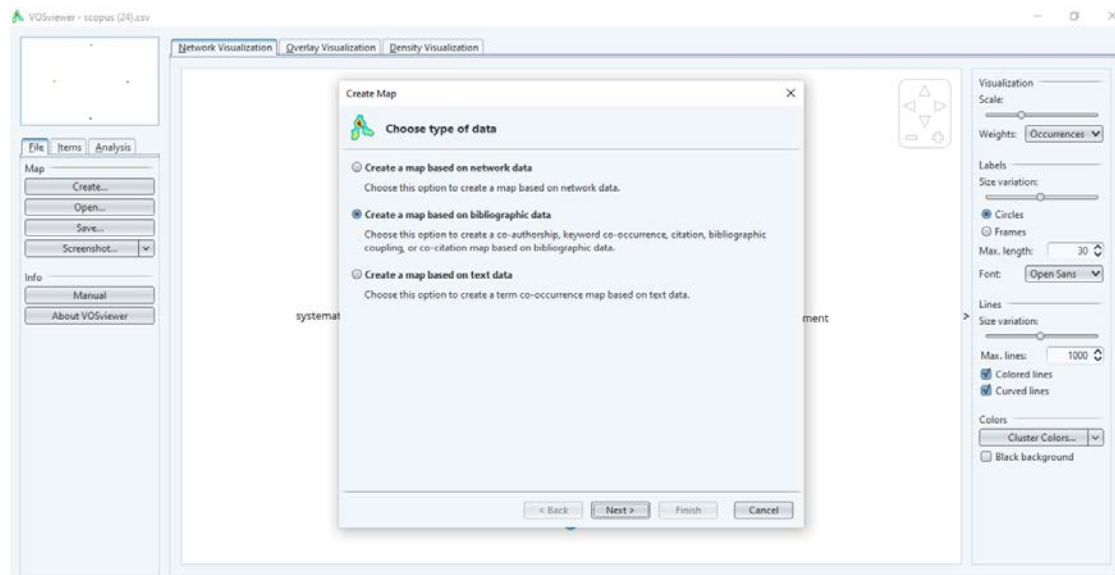 VOSviewer - scopus (24).csv
Network Visualization Overlay Visualization Density Visualization
File Items Analysis
Map
Create...
Open...
Save...
Screenshot...
Info
Manual
About VOSviewer
systemat
Create Map
Choose type of data
Create a map based on network data
Choose this option to create a map based on network data.
Create a map based on bibliographic data
Choose this option to create a co-authorship, keyword co-occurrence, citation, bibliographic
coupling, or co-citation map based on bibliographic data.
Create a map based on text data
Choose this option to create a term co-occurrence map based on text data.
< Back Next > Finish Cancel
ment
>
Visualization
Scale:
Weights: Occurrences
Labels
Size variation:
Circles
Frames
Max. length: 30
Font: Open Sans
Lines
Size variation:
Max. lines: 1000
Colored lines
Curved lines
Colors
Cluster Colors...
Black background